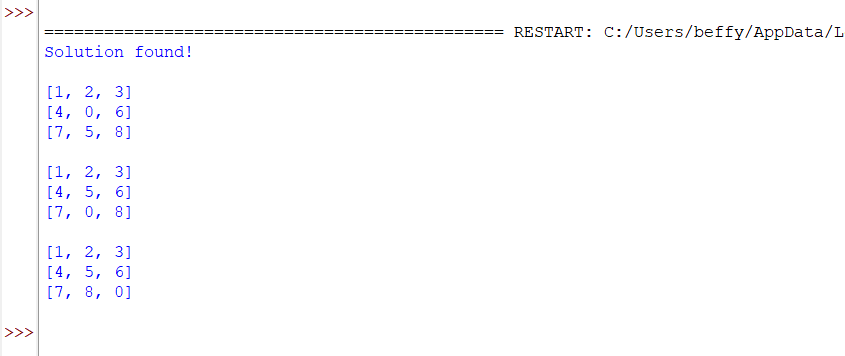 >>>
============================================== RESTART: C:/Users/beffy/AppData/L
Solution found!
[1, 2, 3]
[4, 0, 6]
[7, 5, 8]
[1, 2, 3]
[4, 5, 6]
[7, 0, 8]
[1, 2, 3]
[4, 5, 6]
[7, 8, 0]
>>>